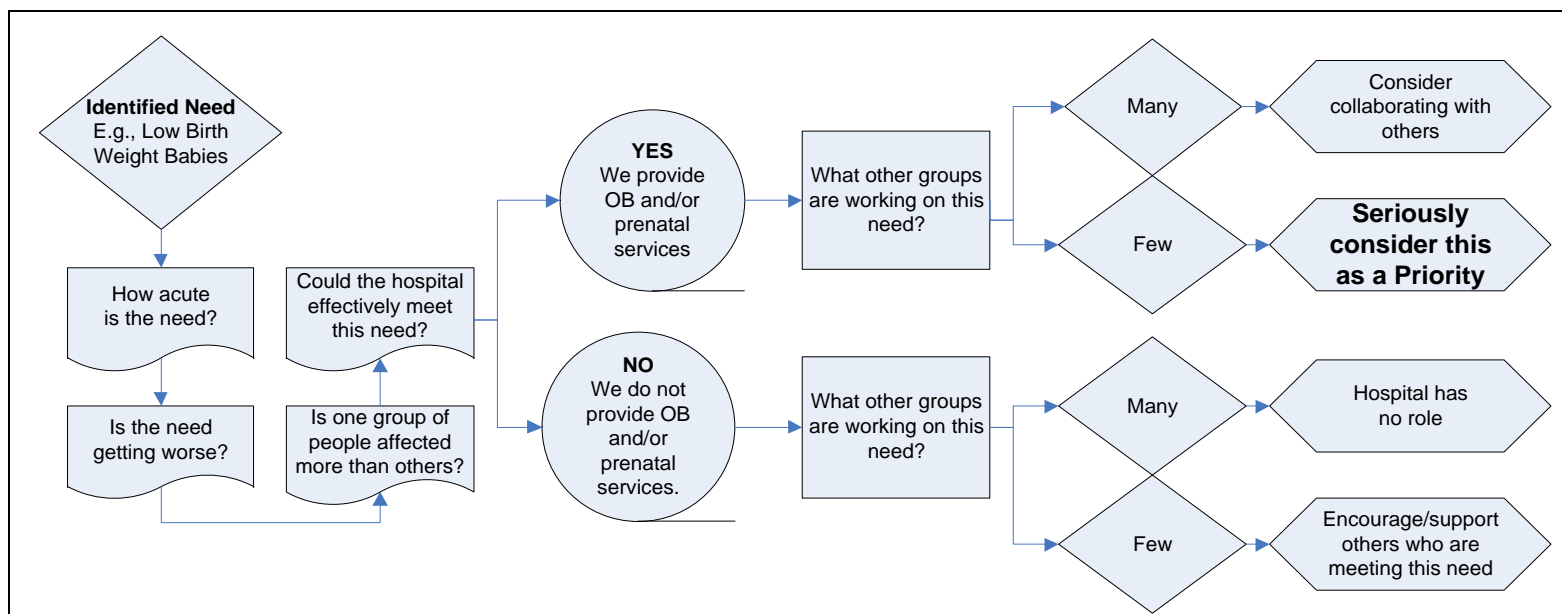 Identified Need
E.g., Low Birth
Weight Babies
How acute
is the need?
Is the need
getting worse?
Is one group of
people affected
more than others?
Could the hospital
effectively meet
this need?
YES
We provide
OB and/or
prenatal
services
What other groups
are working on this
need?
Many
Consider
collaborating with
others
Few
Seriously
consider this
as a Priority
NO
We do not
provide OB
and/or
prenatal
services.
What other groups
are working on this
need?
Many
Hospital has
no role
Few
Encourage/support
others who are
meeting this need